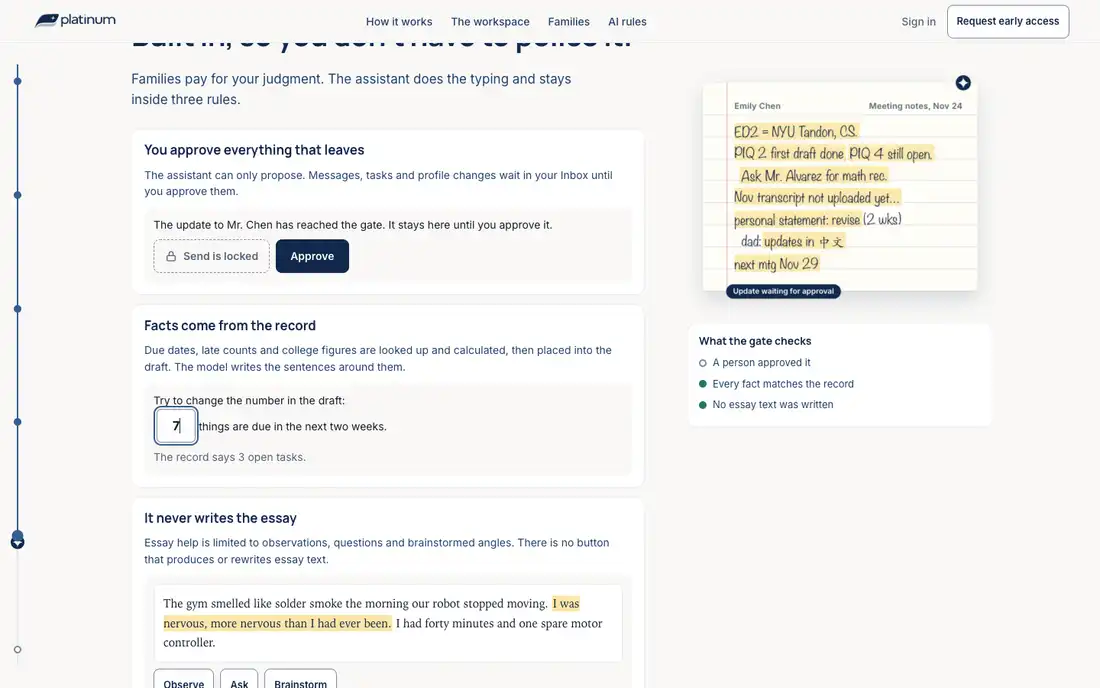 platinum
How it works
The workspace
Families
AI rules
Sign in
Request early access
Built in, so you don't have to police it.
Families pay for your judgment. The assistant does the typing and stays
inside three rules.
You approve everything that leaves
The assistant can only propose. Messages, tasks and profile changes wait in your Inbox until
you approve them.
The update to Mr. Chen has reached the gate. It stays here until you approve it.
Send is locked
Approve
Facts come from the record
Due dates, late counts and college figures are looked up and calculated, then placed into the
draft. The model writes the sentences around them.
Try to change the number in the draft:
7 things are due in the next two weeks.
The record says 3 open tasks.
It never writes the essay
Essay help is limited to observations, questions and brainstormed angles. There is no button
that produces or rewrites essay text.
The gym smelled like solder smoke the morning our robot stopped moving. I was
nervous, more nervous than I had ever been. I had forty minutes and one spare motor
controller.
Observe
Ask
Brainstorm
Emily Chen
Meeting notes, Nov 24
ED2 = NYU Tandon, CS.
PIQ 2 first draft done PIQ 4 still open.
Ask Mr. Alvarez for math rec.
Nov transcript not uploaded yet...
personal statement: revise (2 wks)
dad: updates in 中文
next mtg Nov 29
Update waiting for approval
What the gate checks
A person approved it
Every fact matches the record
No essay text was written